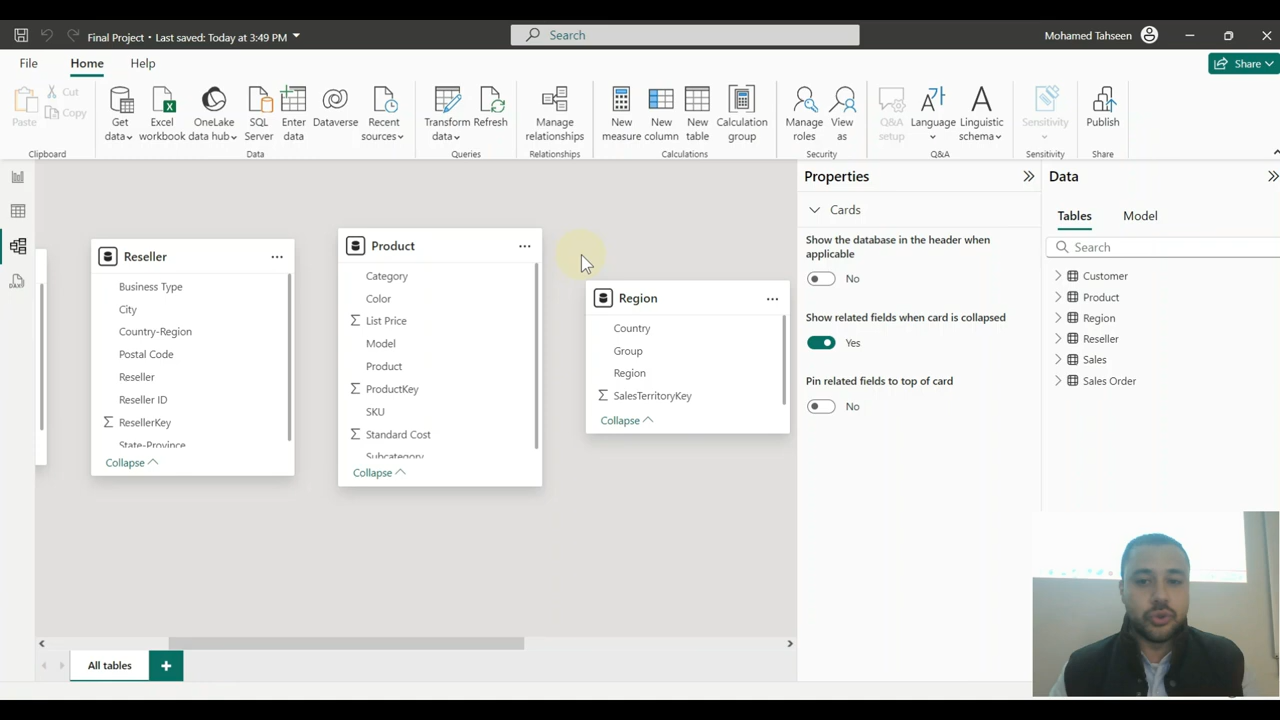 Final Project • Last saved: Today at 3:49 PM
Search
Mohamed Tahseen
File
Home
Help
Share
Paste
Cut
Copy
Get data
Excel workbook
OneLake data hub
SQL Server
Enter data
Dataverse
Recent sources
Transform data
Refresh
Manage relationships
New measure
New column
New table
Calculation group
Manage roles
View as
Q&A setup
Language
Linguistic schema
Sensitivity
Publish
Clipboard
Data
Queries
Relationships
Calculations
Security
Q&A
Sensitivity
Share
Reseller
Business Type
City
Country-Region
Postal Code
Reseller
Reseller ID
ResellerKey
State-Province
Collapse
Product
Category
Color
List Price
Model
Product
ProductKey
SKU
Standard Cost
Subcategory
Collapse
Region
Country
Group
Region
SalesTerritoryKey
Collapse
Properties
Cards
Show the database in the header when
applicable
No
Show related fields when card is collapsed
Yes
Pin related fields to top of card
No
Data
Tables
Model
Search
Customer
Product
Region
Reseller
Sales
Sales Order
All tables